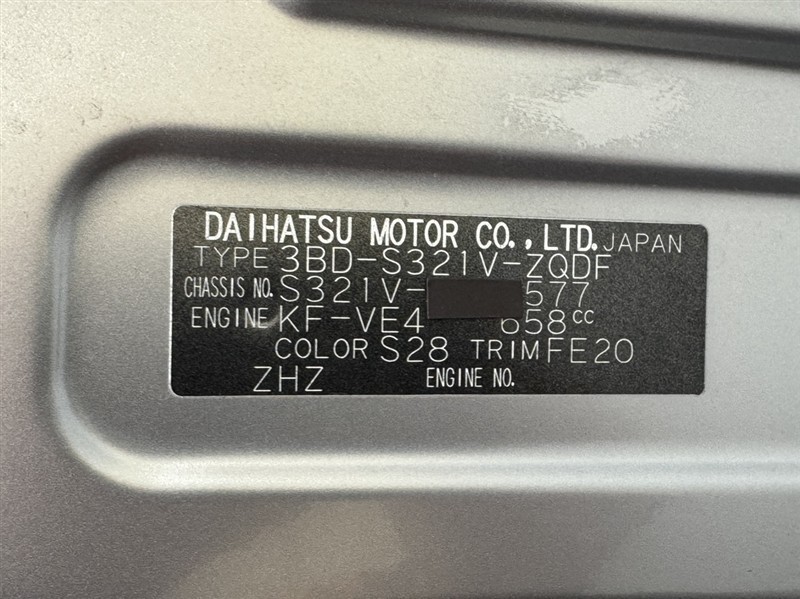 DAIHATSU MOTOR CO., LTD. JAPAN
TYPE 3BD-S321V-ZQDF
CHASSIS NO. S321V- 577
ENGINE KF-VE4 658cc
COLOR S28 TRIM FE20
ZHZ ENGINE NO.